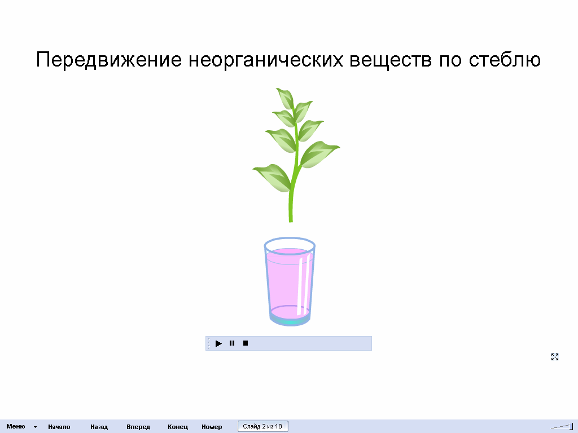 Передвижение неорганических веществ по стеблю
Меню Начало Назад Вперед Конец Номер Слайд 2 из 10